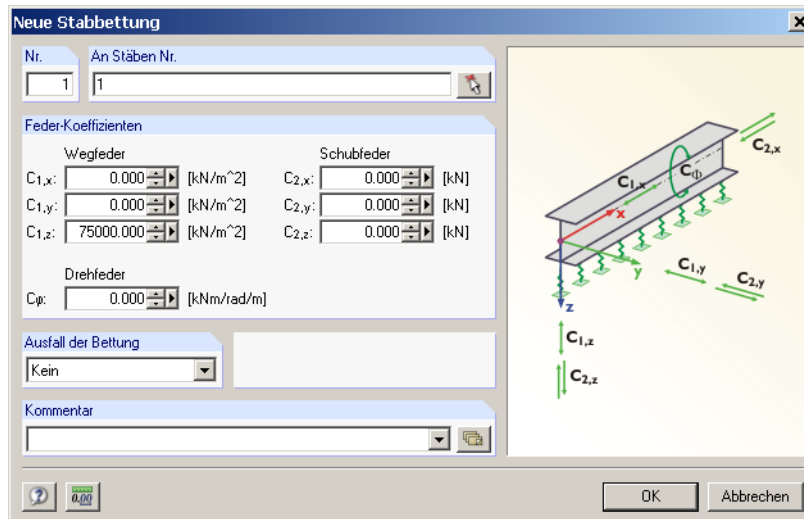 Neue Stabbettung
Nr.
1
An Stäben Nr.
1
Feder-Koeffizienten
Wegfeder
Schubfeder
C1,x: 0.000 [kN/m^2]
C2,x: 0.000 [kN]
C1,y: 0.000 [kN/m^2]
C2,y: 0.000 [kN]
C1,z: 75000.000 [kN/m^2]
C2,z: 0.000 [kN]
Drehfeder
Cφ: 0.000 [kNm/rad/m]
Ausfall der Bettung
Kein
Kommentar
C2,x
CΦ
C1,x
x
y
C1,y
C2,y
z
C1,z
C2,z
0.00
OK
Abbrechen